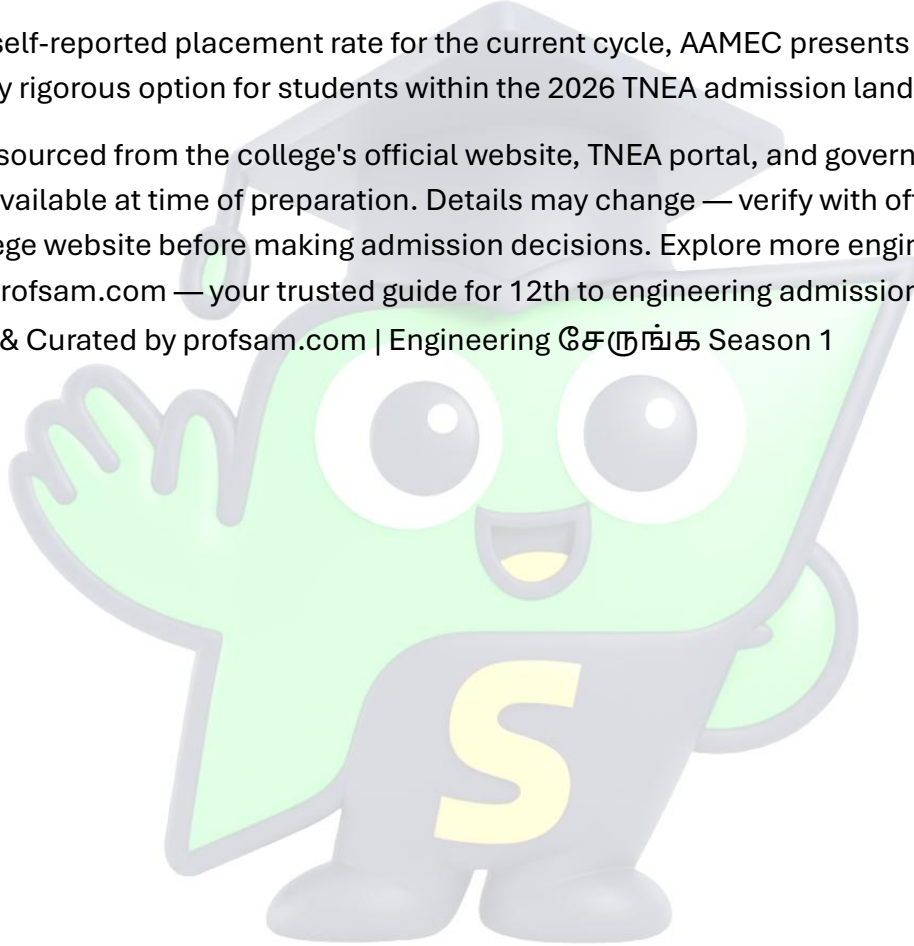 self-reported placement rate for the current cycle, AAMEC presents
y rigorous option for students within the 2026 TNEA admission land
sourced from the college's official website, TNEA portal, and govern
vailable at time of preparation. Details may change — verify with of
ege website before making admission decisions. Explore more engin
rofsam.com — your trusted guide for 12th to engineering admission
& Curated by profsam.com | Engineering சேருங்க Season 1
S